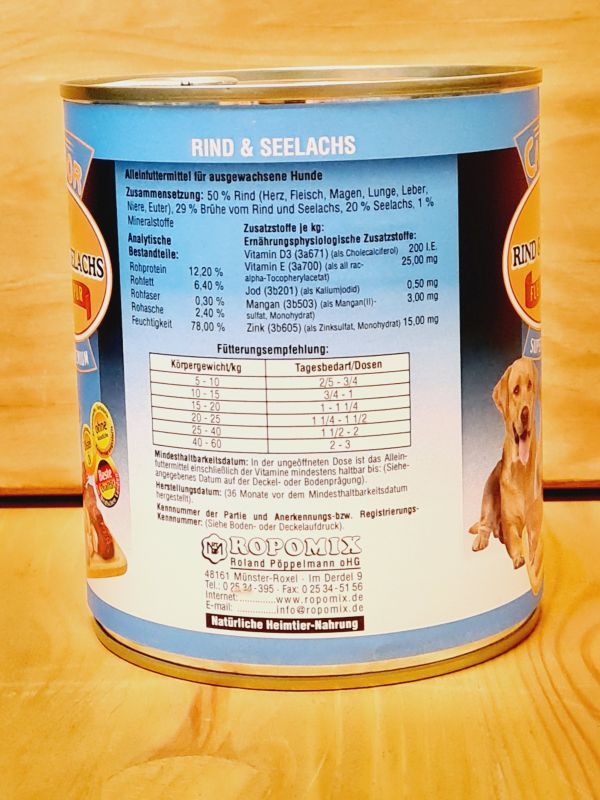 RIND & SEELACHS
Alleinfuttermittel für ausgewachsene Hunde
Zusammensetzung: 50 % Rind (Herz, Fleisch, Magen, Lunge, Leber,
Niere, Euter), 29 % Brühe vom Rind und Seelachs, 20 % Seelachs, 1 %
Mineralstoffe
Analytische
Bestandteile:
Rohprotein 12,20 %
Rohfett 6,40 %
Rohfaser 0,30 %
Rohasche 2,40 %
Feuchtigkeit 78,00 %
Zusatzstoffe je kg:
Ernährungsphysiologische Zusatzstoffe:
Vitamin D3 (3a671) (als Cholecalciferol) 200 I.E.
Vitamin E (3a700) (als all rac- 25,00 mg
alpha-Tocopherylacetat)
Jod (3b201) (als Kaliumjodid) 0,50 mg
Mangan (3b503) (als Mangan(II)- 3,00 mg
sulfat, Monohydrat)
Zink (3b605) (als Zinksulfat, Monohydrat) 15,00 mg
Fütterungsempfehlung:
Körpergewicht/kg Tagesbedarf/Dosen
5 - 10 2/5 - 3/4
10 - 15 3/4 - 1
15 - 20 1 - 1 1/4
20 - 25 1 1/4 - 1 1/2
25 - 40 1 1/2 - 2
40 - 60 2 - 3
Mindesthaltbarkeitsdatum: In der ungeöffneten Dose ist das Allein-
futtermittel einschließlich der Vitamine mindestens haltbar bis: (Siehe-
angegebenes Datum auf der Deckel- oder Bodenprägung).
Herstellungsdatum: (36 Monate vor dem Mindesthaltbarkeitsdatum
hergestellt).
Kennnummer der Partie und Anerkennungs-bzw. Registrierungs-
Kennnummer: (Siehe Boden- oder Deckelaufdruck).
ROPOMIX
Roland Pöppelmann oHG
48161 Münster-Roxel · Im Derdel 9
Tel.: 0 25 34 - 395 · Fax: 0 25 34 - 51 56
Internet: ..............www.ropomix.de
E-mail: ..............info@ropomix.de
Natürliche Heimtier-Nahrung
ohne
Beste
RIND